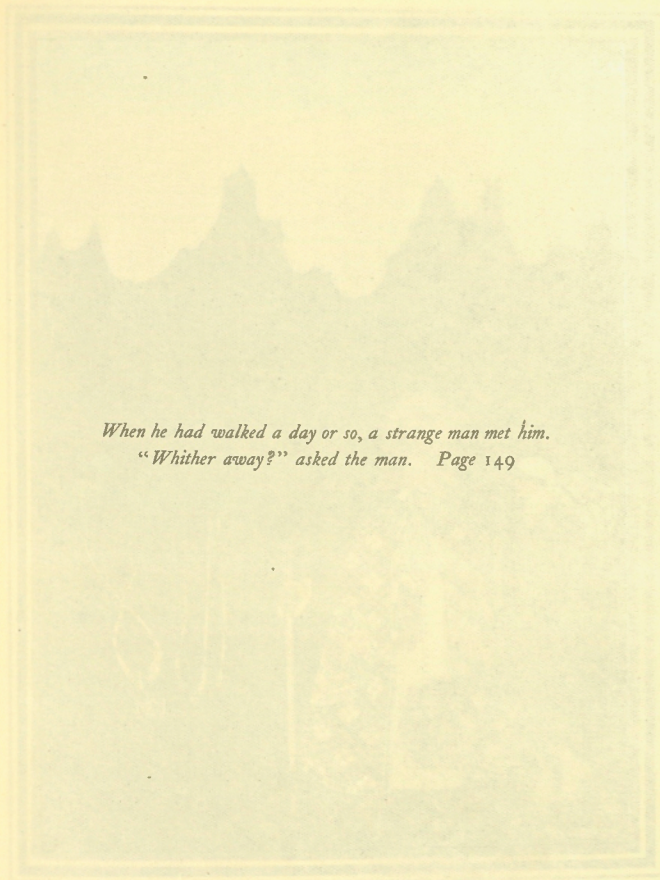 When he had walked a day or so, a strange man met him.
“Whither away?” asked the man. Page 149